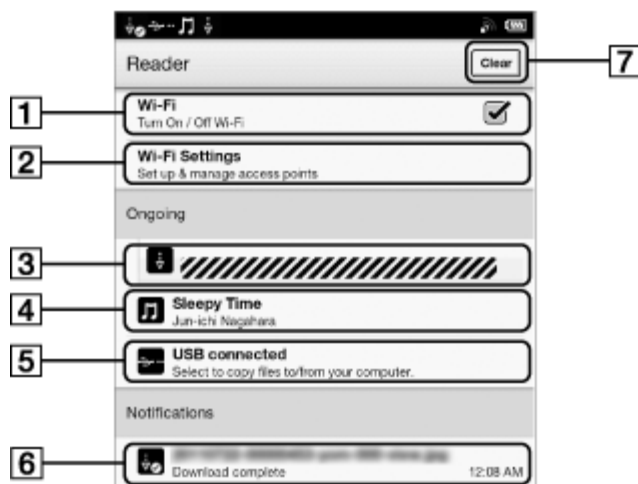 Reader
Clear
7
1
Wi-Fi
Turn On / Off Wi-Fi
2
Wi-Fi Settings
Set up & manage access points
Ongoing
3
4
Sleepy Time
Jun-ichi Nagahara
5
USB connected
Select to copy files to/from your computer.
Notifications
6
Download complete
12:08 AM